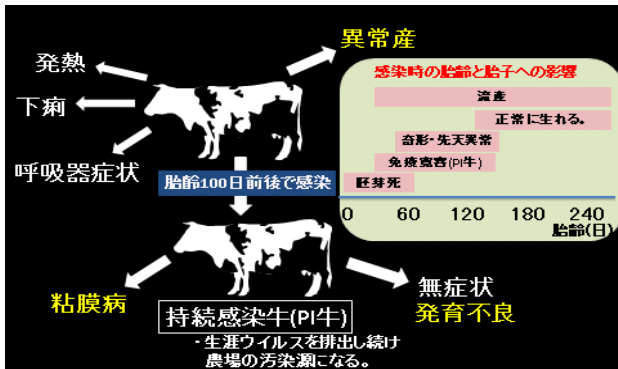 異常産
発熱
下痢
呼吸器症状
感染時の胎齢と胎子への影響
流産
正常に生れる。
奇形・先天異常
免疫寛容(PI牛)
胚芽死
0 60 120 180 240
胎齢(日)
胎齢100日前後で感染
粘膜病
持続感染牛(PI牛)
・生涯ウイルスを排出し続け
農場の汚染源になる。
無症状
発育不良